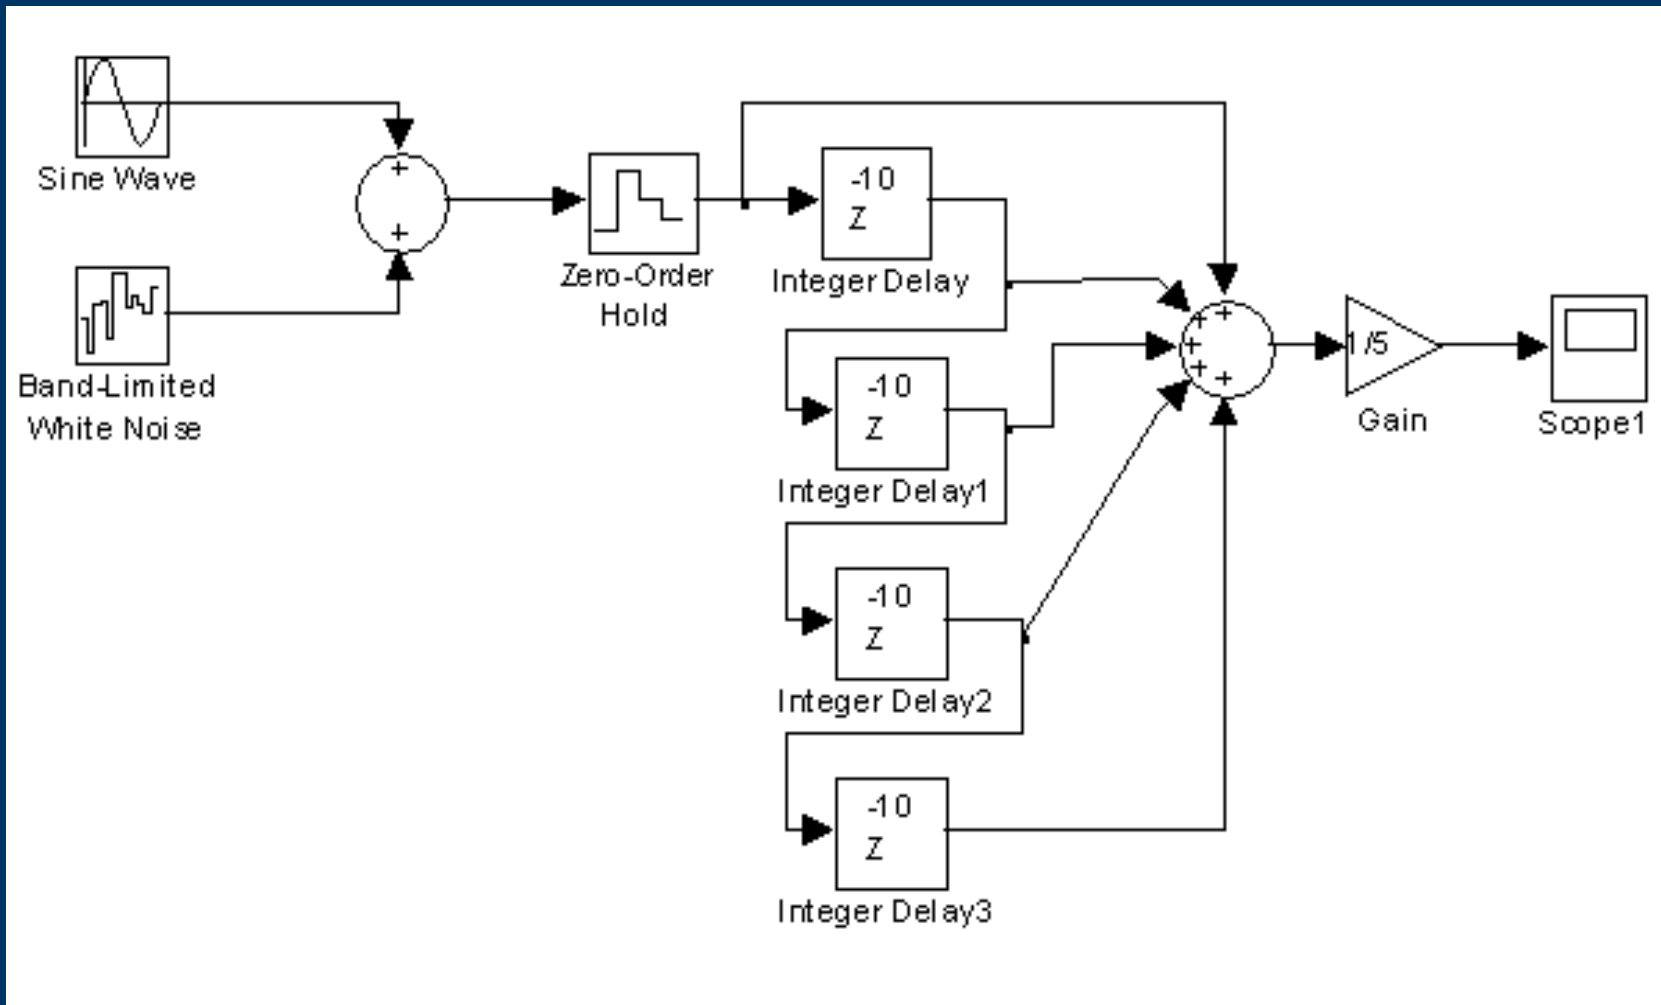 Sine Wave
+
+
Band-Limited
White Noise
Zero-Order
Hold
-10
Z
Integer Delay
-10
Z
Integer Delay1
-10
Z
Integer Delay2
-10
Z
Integer Delay3
+
+
+
+
+
1/5
Gain
Scope1